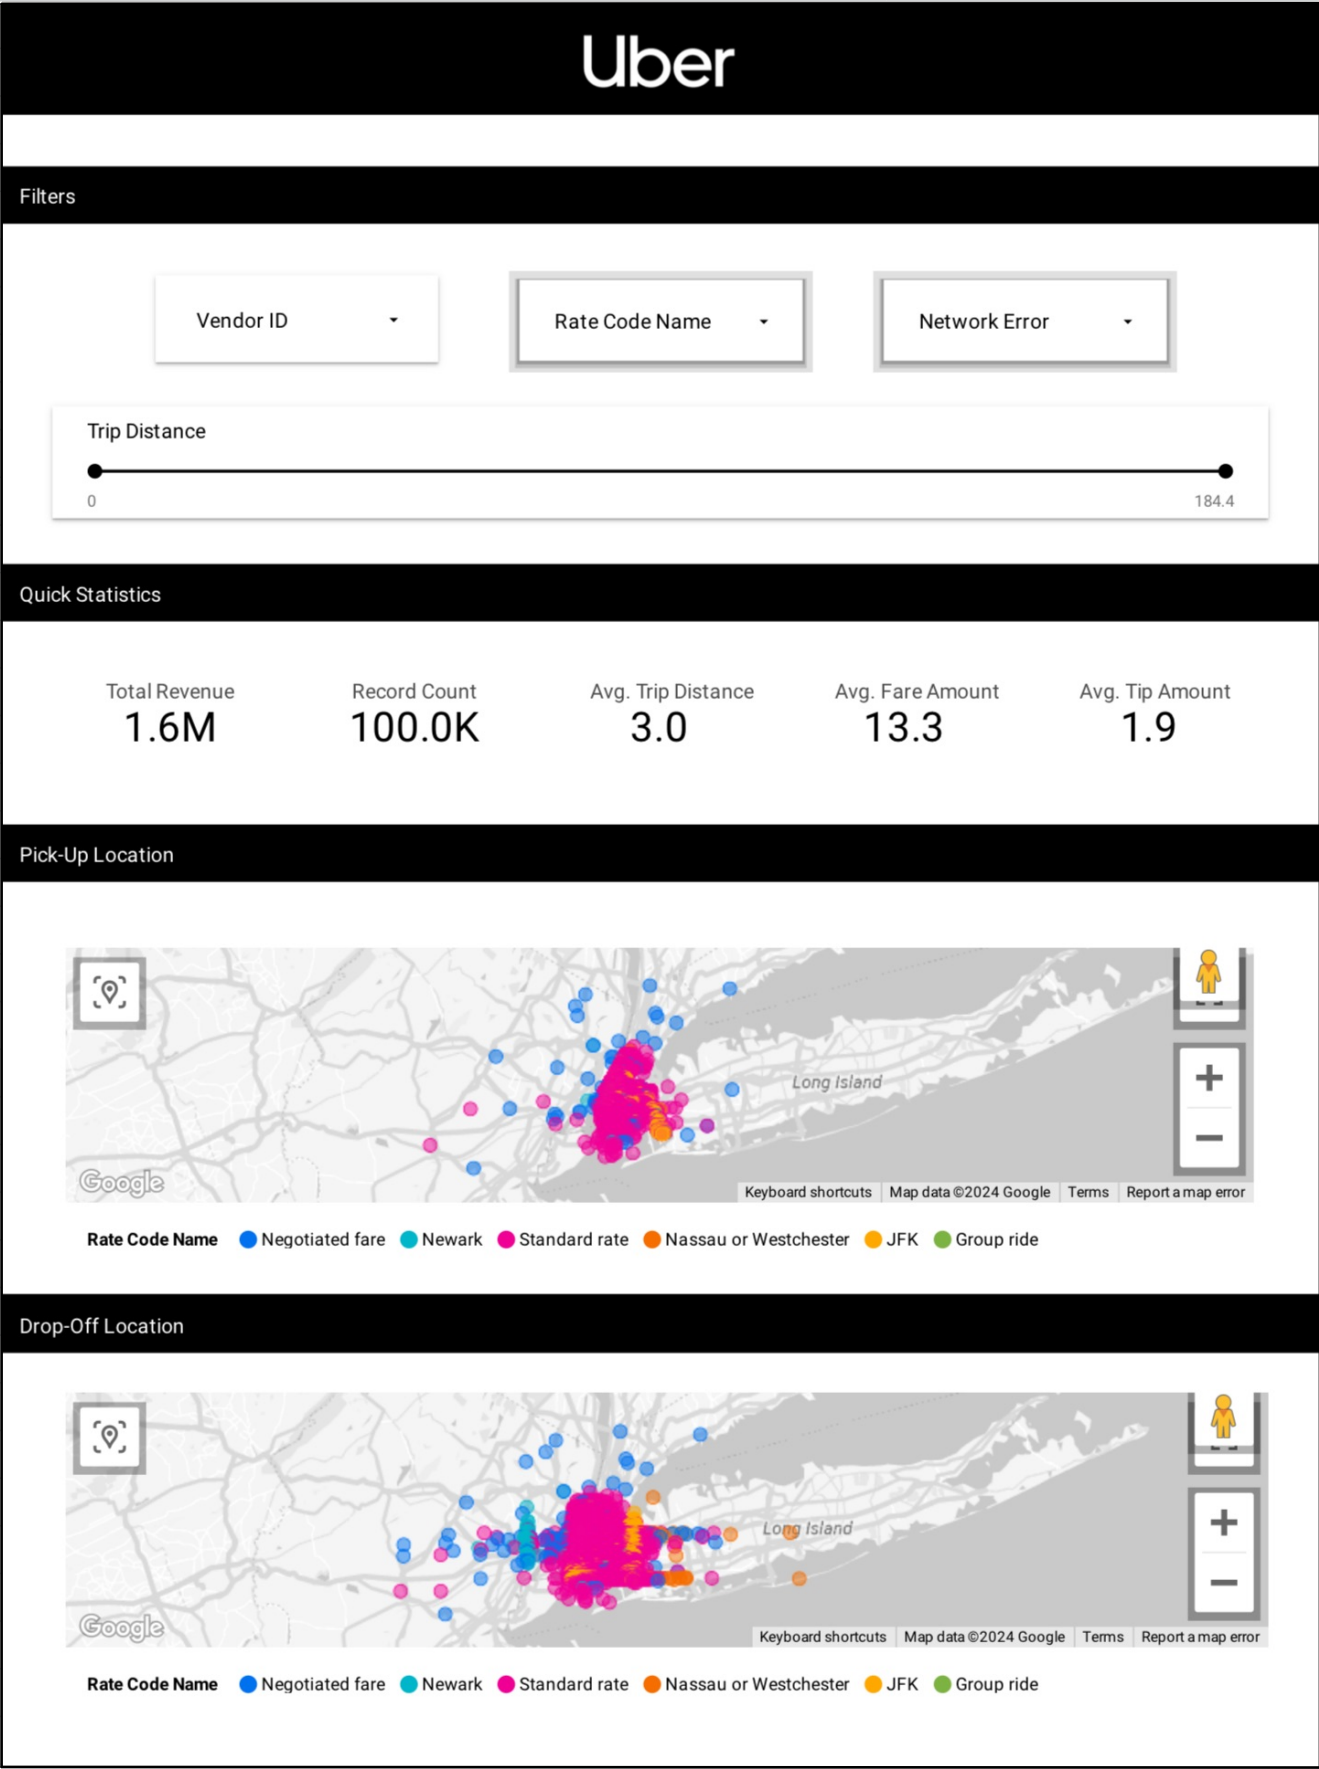 Uber
Filters
Vendor ID
Rate Code Name
Network Error
Trip Distance
0
184.4
Quick Statistics
Total Revenue
1.6M
Record Count
100.0K
Avg. Trip Distance
3.0
Avg. Fare Amount
13.3
Avg. Tip Amount
1.9
Pick-Up Location
Long Island
Google
Keyboard shortcuts Map data ©2024 Google Terms Report a map error
Rate Code Name Negotiated fare Newark Standard rate Nassau or Westchester JFK Group ride
Drop-Off Location
Long Island
Google
Keyboard shortcuts Map data ©2024 Google Terms Report a map error
Rate Code Name Negotiated fare Newark Standard rate Nassau or Westchester JFK Group ride